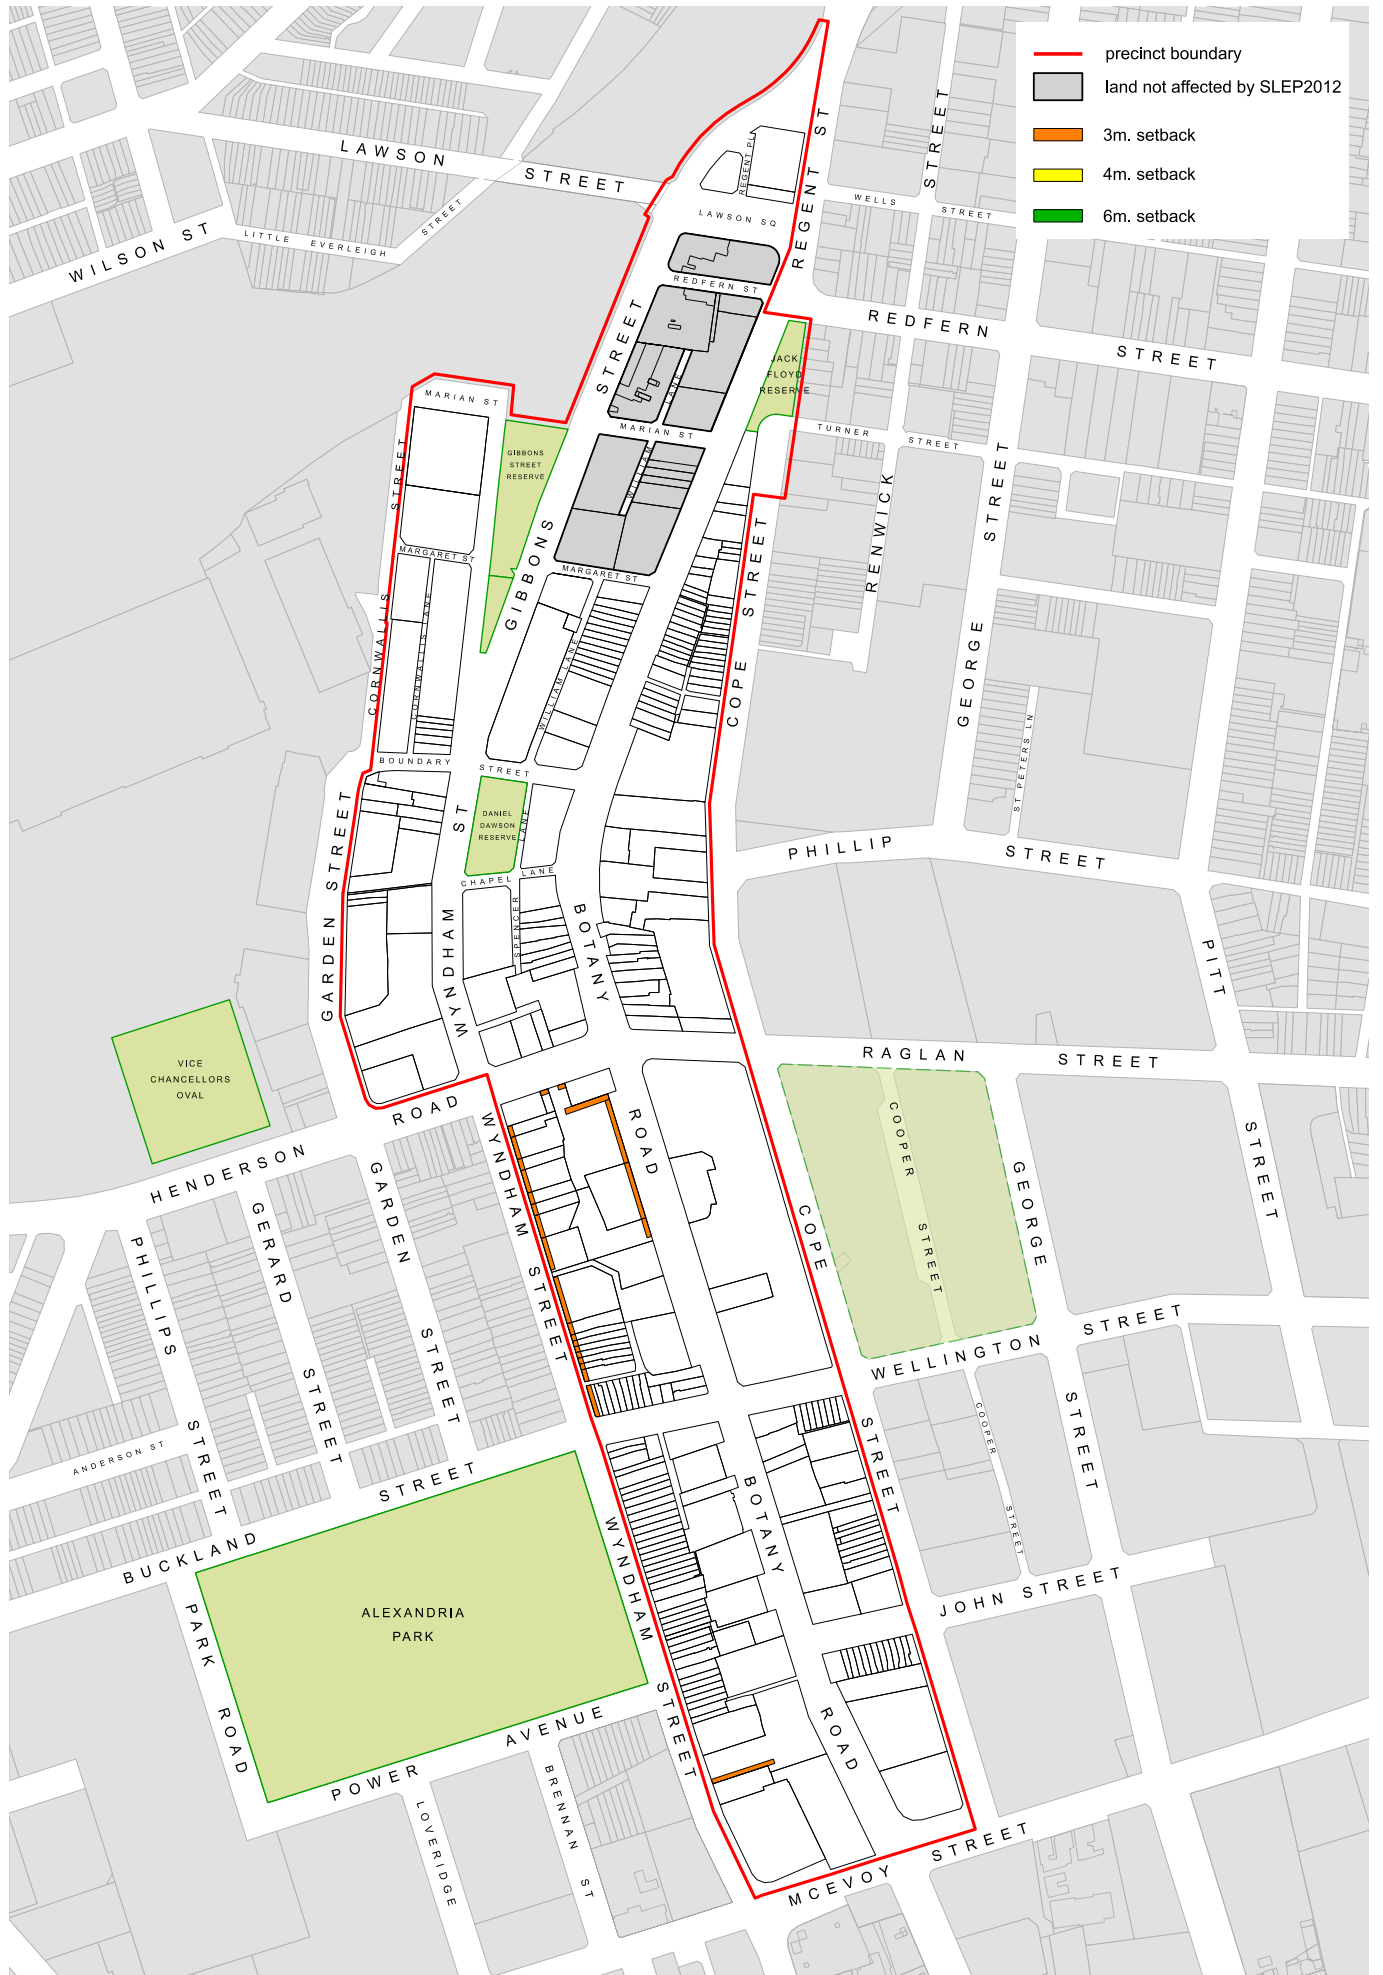 precinct boundary
land not affected by SLEP2012
3m. setback
4m. setback
6m. setback
LAWSON STREET
WILSON ST
LITTLE EVERLEIGH STREET
REGENT PL
REGENT ST
STREET
WELLS STREET
LAWSON SQ
REDFERN ST
REDFERN STREET
JACK
FLOYD
RESERVE
MARIAN ST
GIBBONS STREET
LANE
MARIAN ST
TURNER STREET
GIBBONS
STREET
RESERVE
WILLIAM
CORNWALLIS STREET
MARGARET ST
MARGARET ST
CORNWALLIS LANE
WILLIAM LANE
COPE STREET
RENWICK
GEORGE STREET
ST PETERS LN
BOUNDARY STREET
DANIEL
DAWSON
RESERVE
LANE
CHAPEL LANE
SPENCER
GARDEN STREET
WYNDHAM ST
BOTANY ROAD
PHILLIP STREET
PITT STREET
VICE
CHANCELLORS
OVAL
RAGLAN STREET
HENDERSON ROAD
COOPER STREET
GEORGE STREET
COPE STREET
WYNDHAM STREET
PHILLIPS STREET
GERARD STREET
GARDEN STREET
WELLINGTON STREET
COOPER STREET
ANDERSON ST
BUCKLAND STREET
BOTANY ROAD
JOHN STREET
ALEXANDRIA
PARK
PARK ROAD
WYNDHAM STREET
POWER AVENUE
BRENNAN ST
LOVERIDGE
MCEVOY STREET